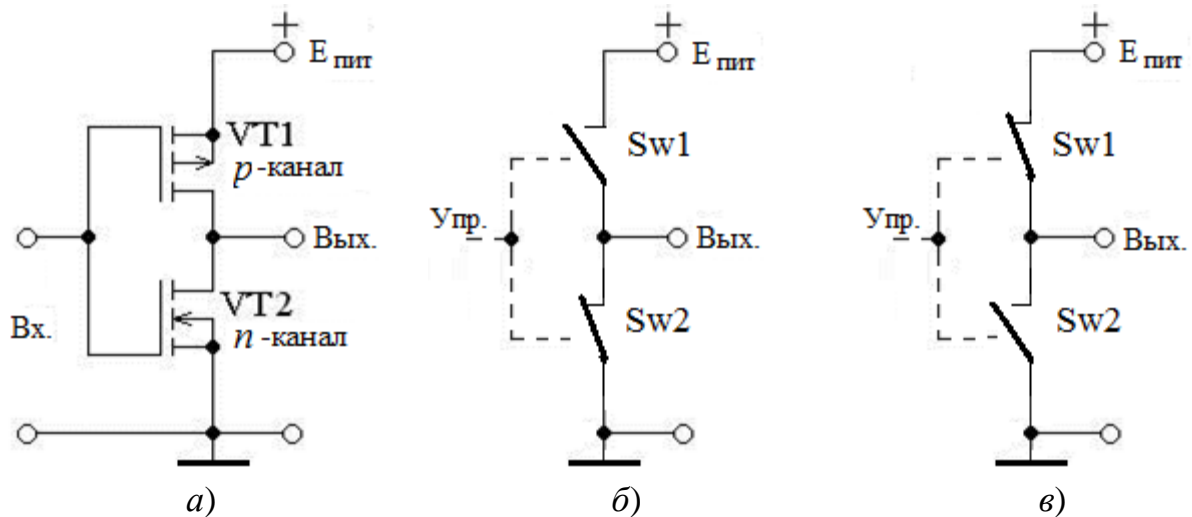 +
Е пит
VT1
p-канал
Вых.
VT2
n-канал
Вх.
а)
+
Е пит
Sw1
Упр.
Вых.
Sw2
б)
+
Е пит
Sw1
Упр.
Вых.
Sw2
в)